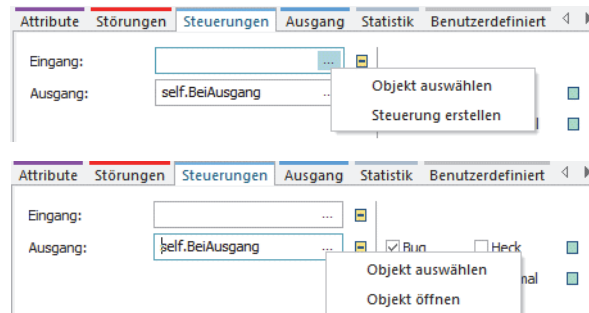 Attribute Störungen Steuerungen Ausgang Statistik Benutzerdefiniert
Eingang: ...
Objekt auswählen
Ausgang: self.BeiAusgang
Steuerung erstellen
Attribute Störungen Steuerungen Ausgang Statistik Benutzerdefiniert
Eingang: ...
Ausgang: self.BeiAusgang ... Bug Heck
Objekt auswählen
Objekt öffnen